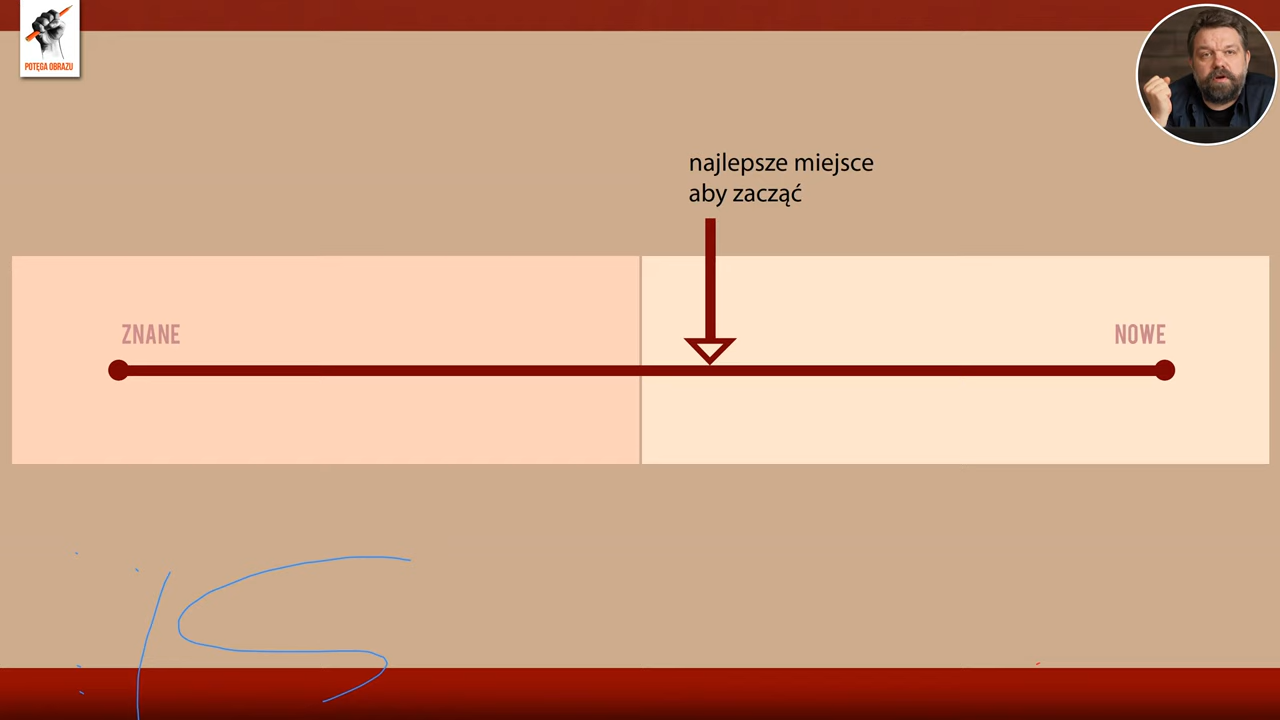 POTĘGA OBRAZU
najlepsze miejsce
aby zacząć
ZNANE
NOWE